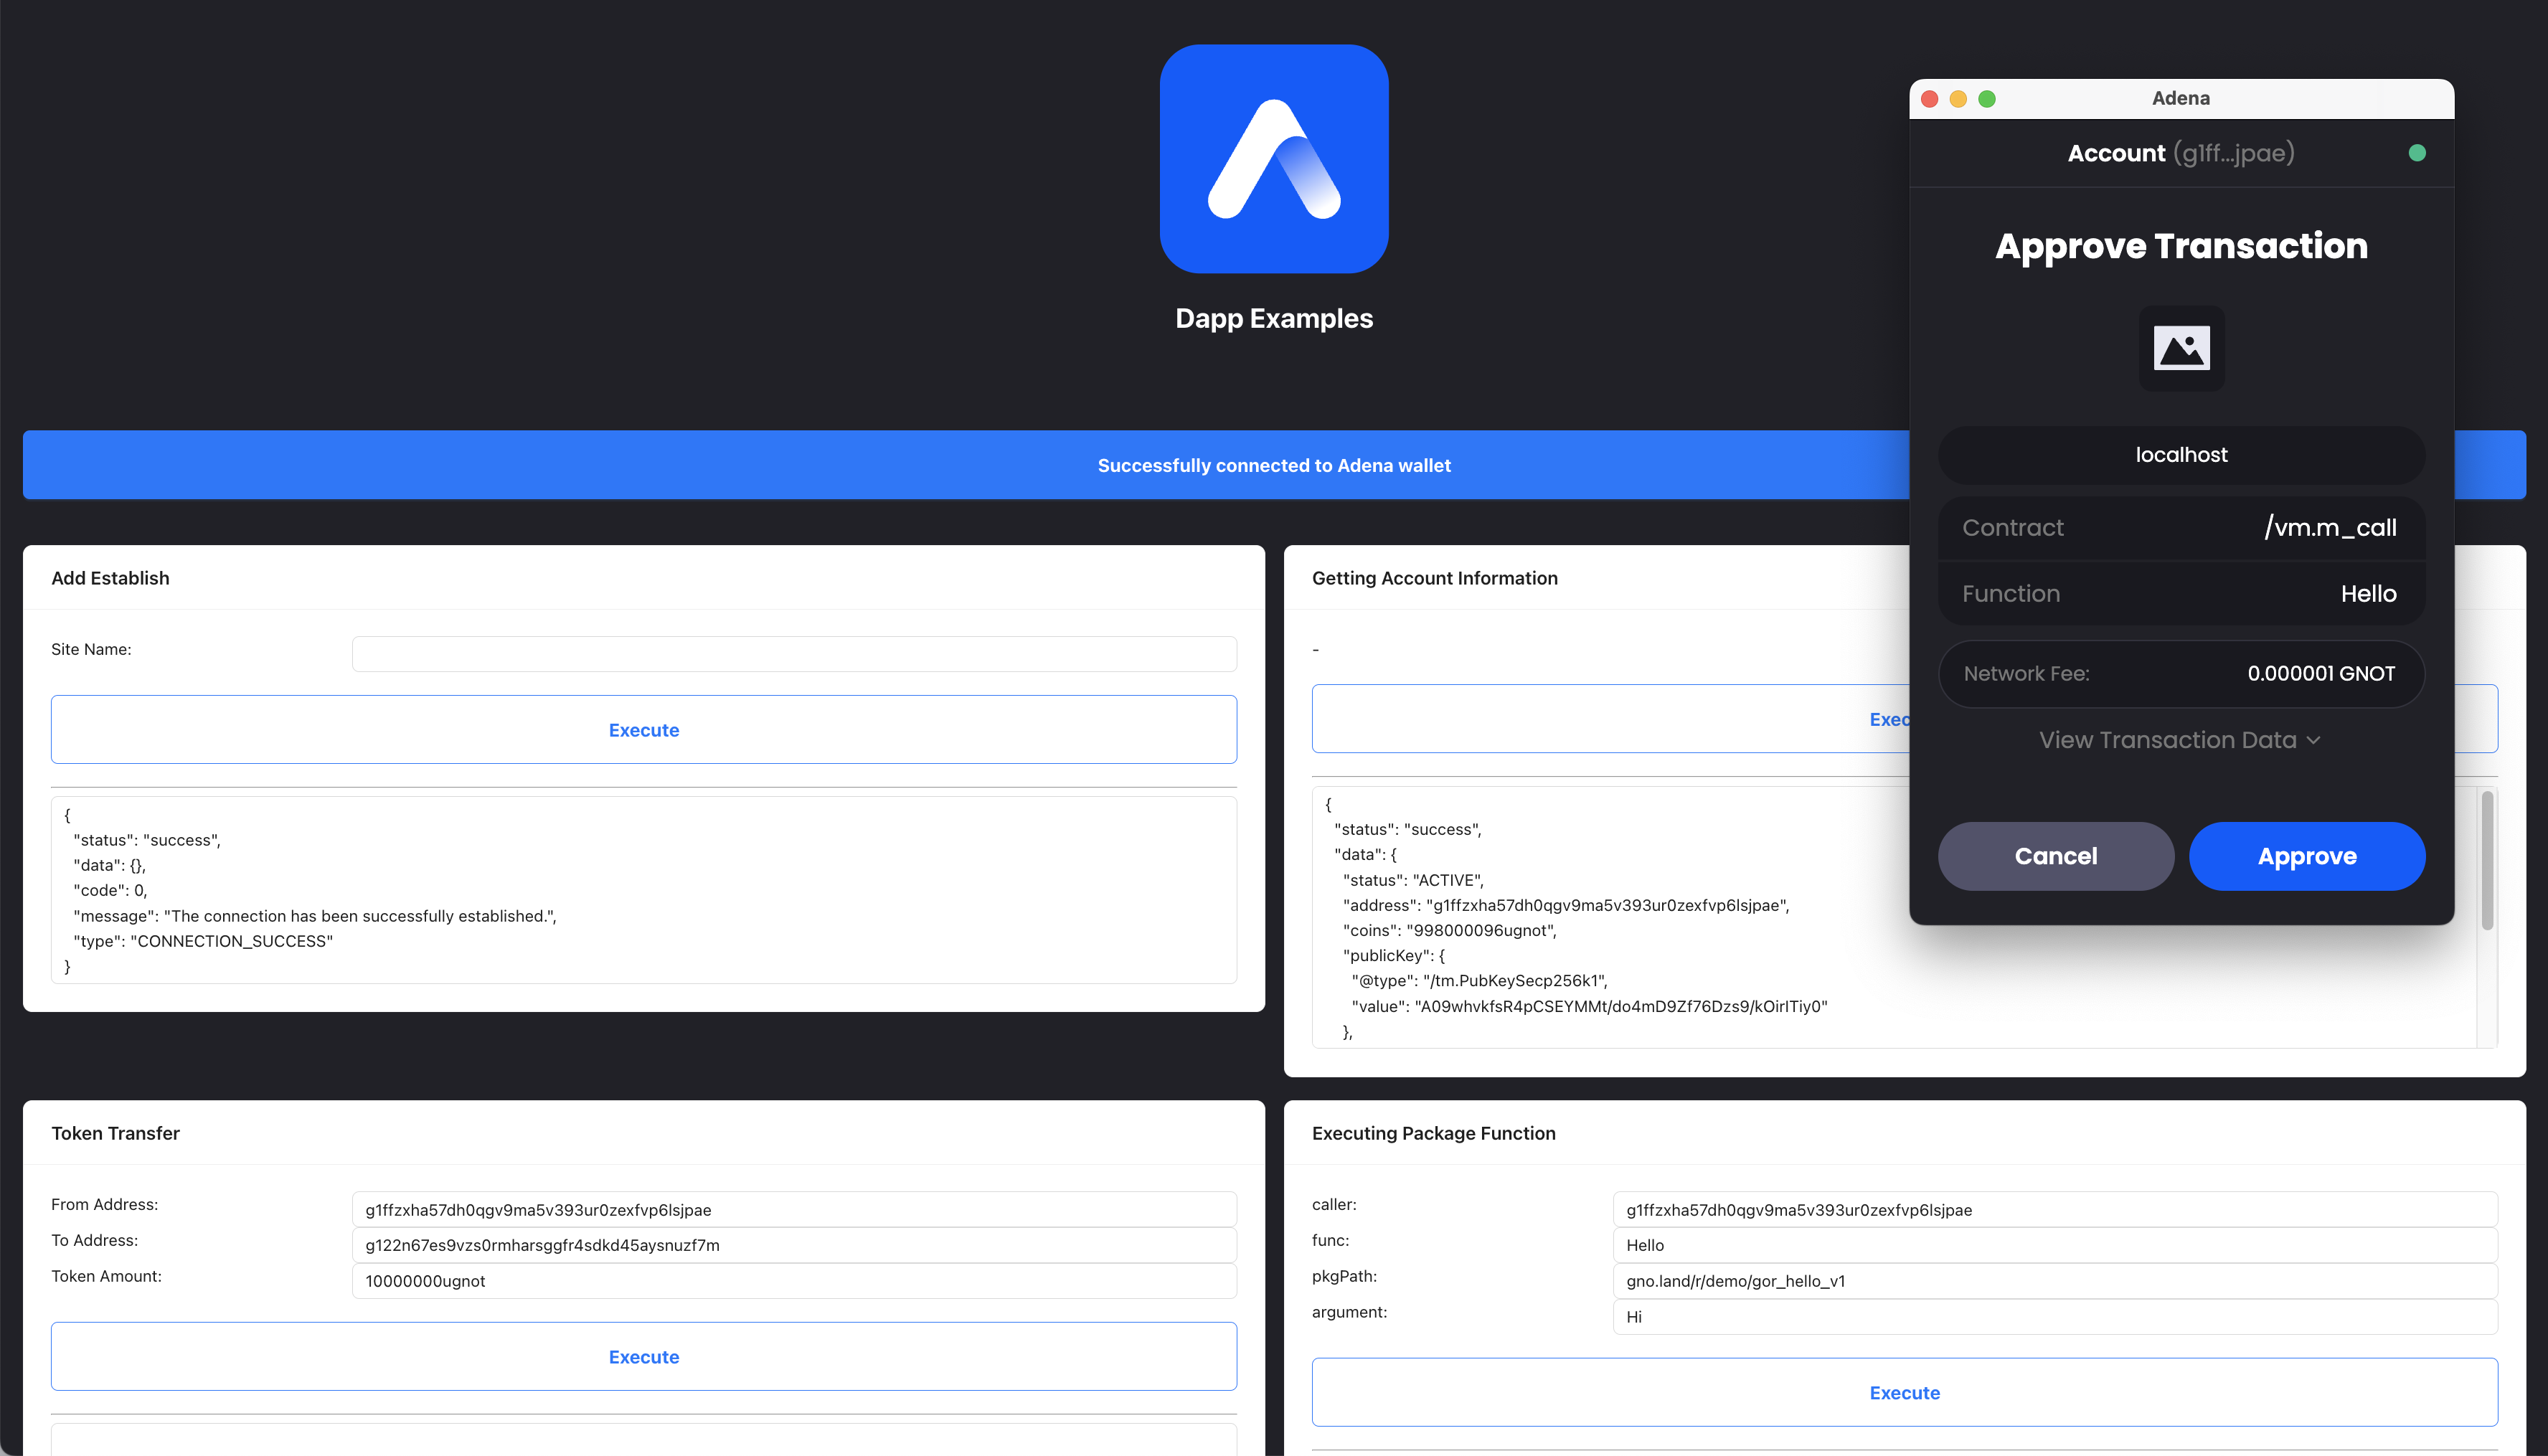 Dapp Examples
Successfully connected to Adena wallet
Add Establish
Site Name:
Execute
{
"status": "success",
"data": {},
"code": 0,
"message": "The connection has been successfully established.",
"type": "CONNECTION_SUCCESS"
}
Getting Account Information
-
Exec
{
"status": "success",
"data": {
"status": "ACTIVE",
"address": "g1ffzxha57dh0qgv9ma5v393ur0zexfvp6lsjpae",
"coins": "998000096ugnot",
"publicKey": {
"@type": "/tm.PubKeySecp256k1",
"value": "A09whvkfsR4pCSEYMMt/do4mD9Zf76Dzs9/kOirlTiy0"
},
Token Transfer
From Address: g1ffzxha57dh0qgv9ma5v393ur0zexfvp6lsjpae
To Address: g122n67es9vzs0rmharsggfr4sdkd45aysnuzf7m
Token Amount: 10000000ugnot
Execute
Executing Package Function
caller: g1ffzxha57dh0qgv9ma5v393ur0zexfvp6lsjpae
func: Hello
pkgPath: gno.land/r/demo/gor_hello_v1
argument: Hi
Execute
Adena
Account (g1ff...jpae)
Approve Transaction
localhost
Contract /vm.m_call
Function Hello
Network Fee: 0.000001 GNOT
View Transaction Data
Cancel
Approve